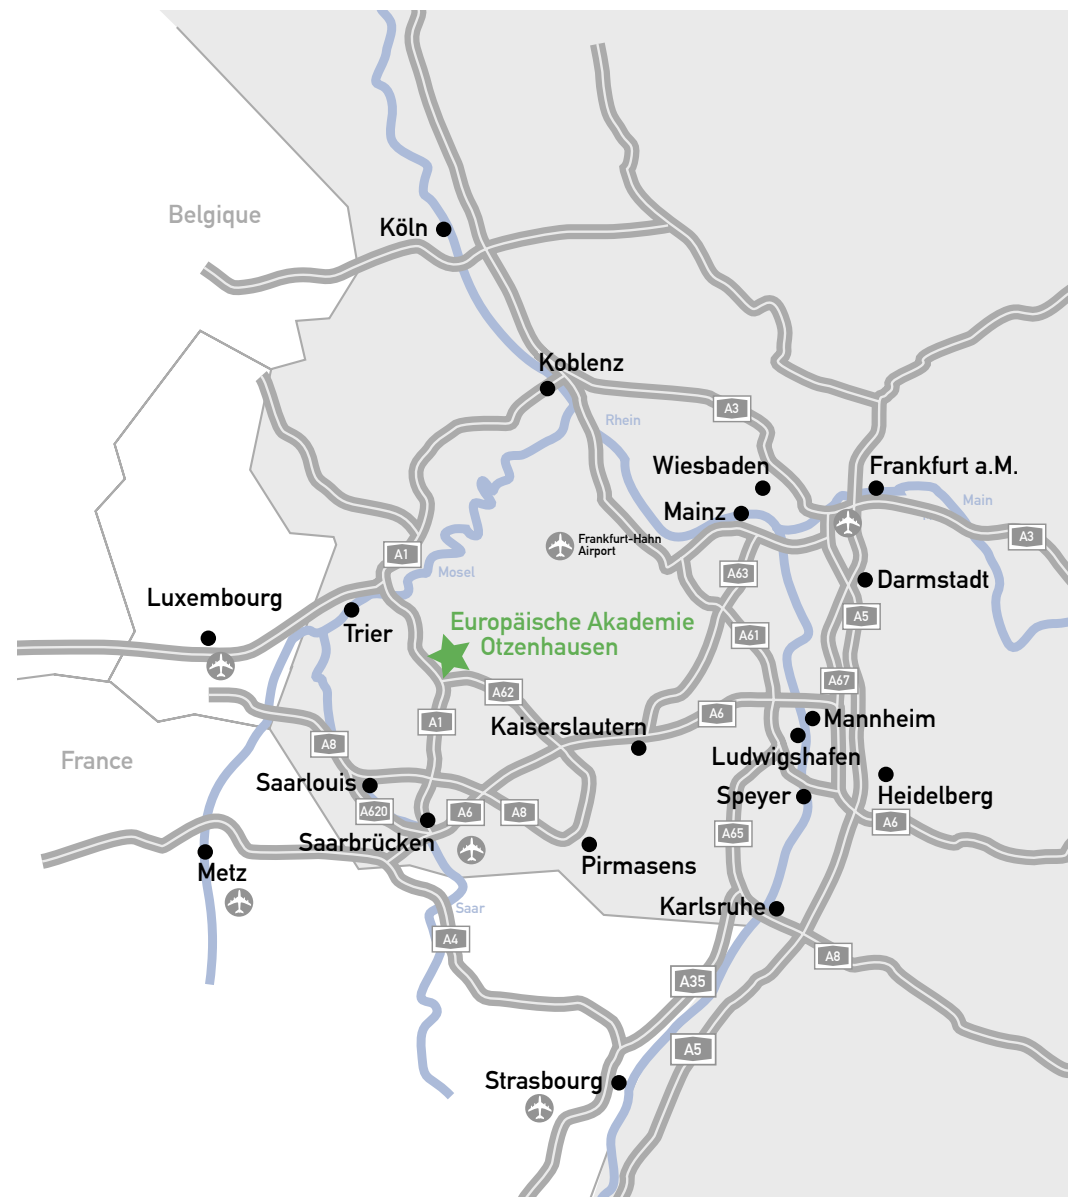 Belgique
Köln
Koblenz
A3
Rhein
Wiesbaden
Frankfurt a.M.
Mainz
Main
Frankfurt-Hahn
Airport
A3
A1
Mosel
A63
Darmstadt
Luxembourg
Trier
Europäische Akademie
Otzenhausen
A5
A61
A62
A67
A1
A6
Kaiserslautern
Mannheim
A8
Ludwigshafen
France
Saarlouis
Speyer
Heidelberg
A620
A6
A8
A6
Saarbrücken
A65
Metz
Pirmasens
Saar
Karlsruhe
A4
A8
A35
A5
Strasbourg